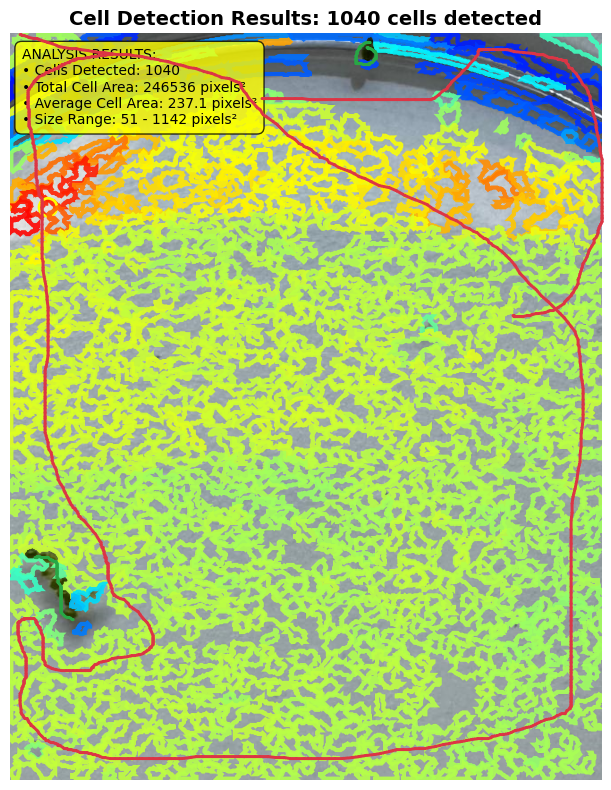 Cell Detection Results: 1040 cells detected
ANALYSIS RESULTS:
• Cells Detected: 1040
• Total Cell Area: 246536 pixels²
• Average Cell Area: 237.1 pixels²
• Size Range: 51 - 1142 pixels²